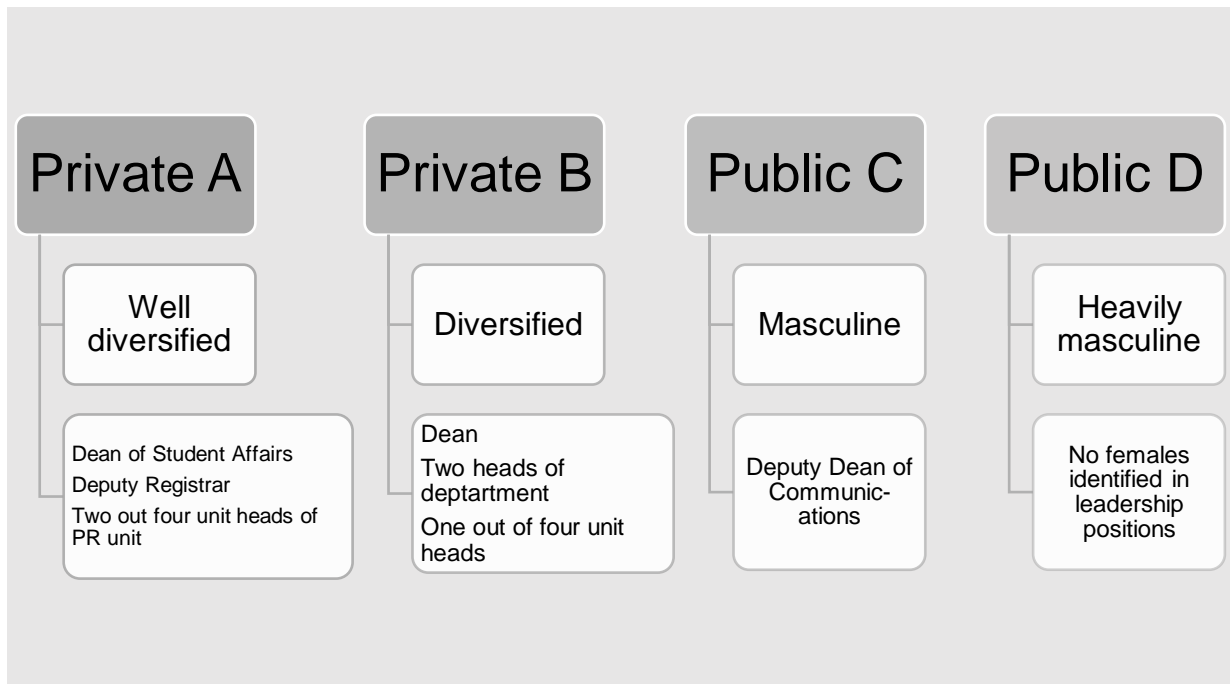 Private A
Well
diversified
Dean of Student Affairs
Deputy Registrar
Two out four unit heads of
PR unit
Private B
Diversified
Dean
Two heads of
deptartment
One out of four unit
heads
Public C
Masculine
Deputy Dean of
Communic-
ations
Public D
Heavily
masculine
No females
identified in
leadership
positions